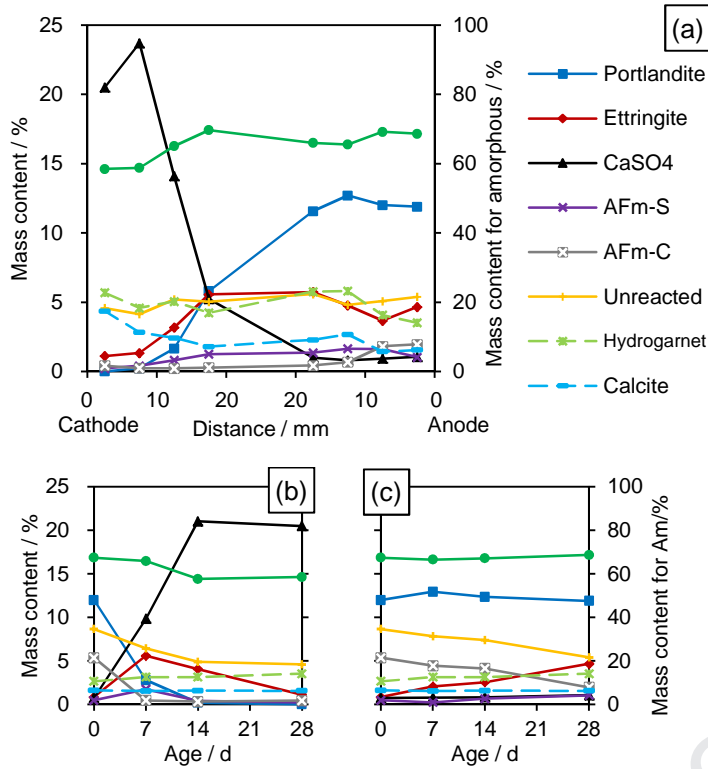 (a)
25
20
15
10
5
0
Mass content / %
100
80
60
40
20
0
Mass content for amorphous / %
0 10 20 20 10 0
Cathode Distance / mm Anode
Portlandite
Ettringite
CaSO4
AFm-S
AFm-C
Unreacted
Hydrogarnet
Calcite
(b)
25
20
15
10
5
0
Mass content / %
0 7 14 21 28
Age / d
(c)
100
80
60
40
20
0
Mass content for Am/%
0 7 14 21 28
Age / d